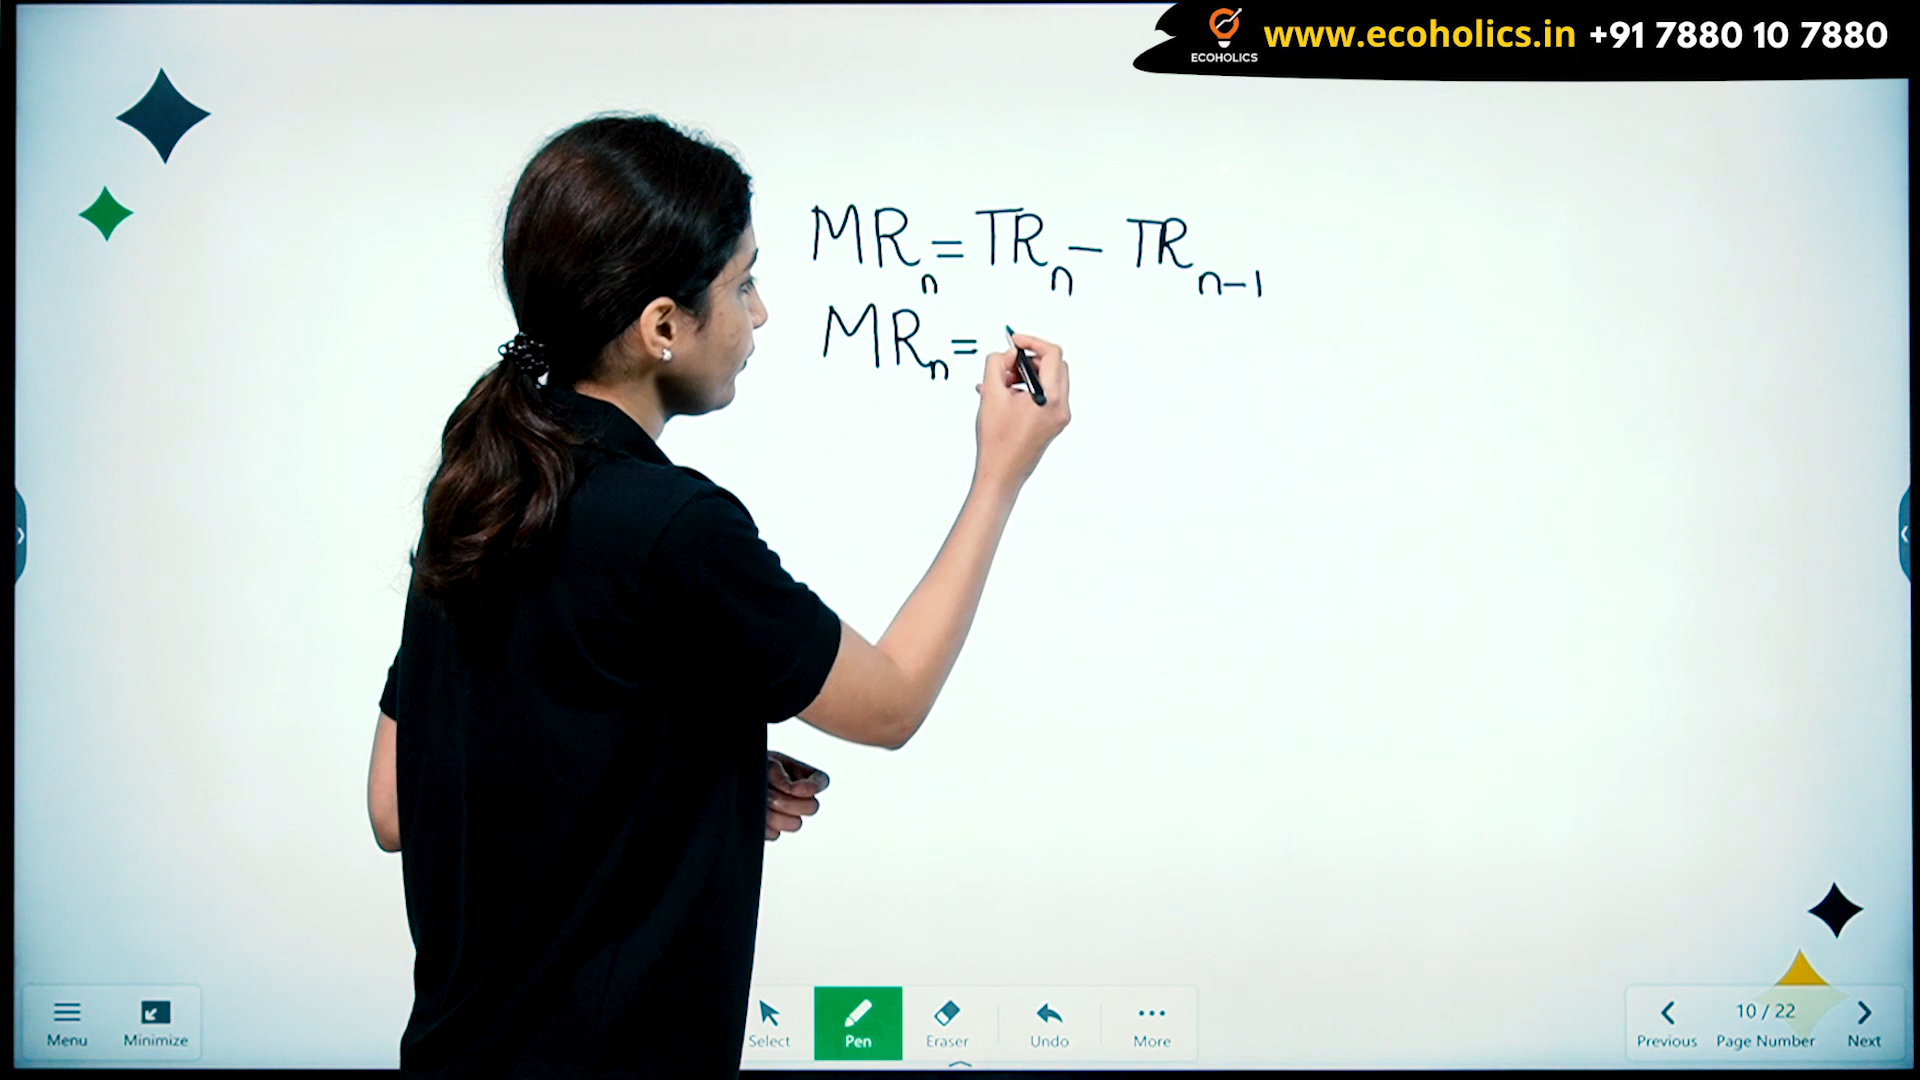 ECOHOLICS
www.ecoholics.in +91 7880 10 7880
MRₙ = TRₙ - TRₙ₋₁
MRₙ =
Menu
Minimize
Select
Pen
Eraser
Undo
More
Previous
10 / 22
Page Number
Next